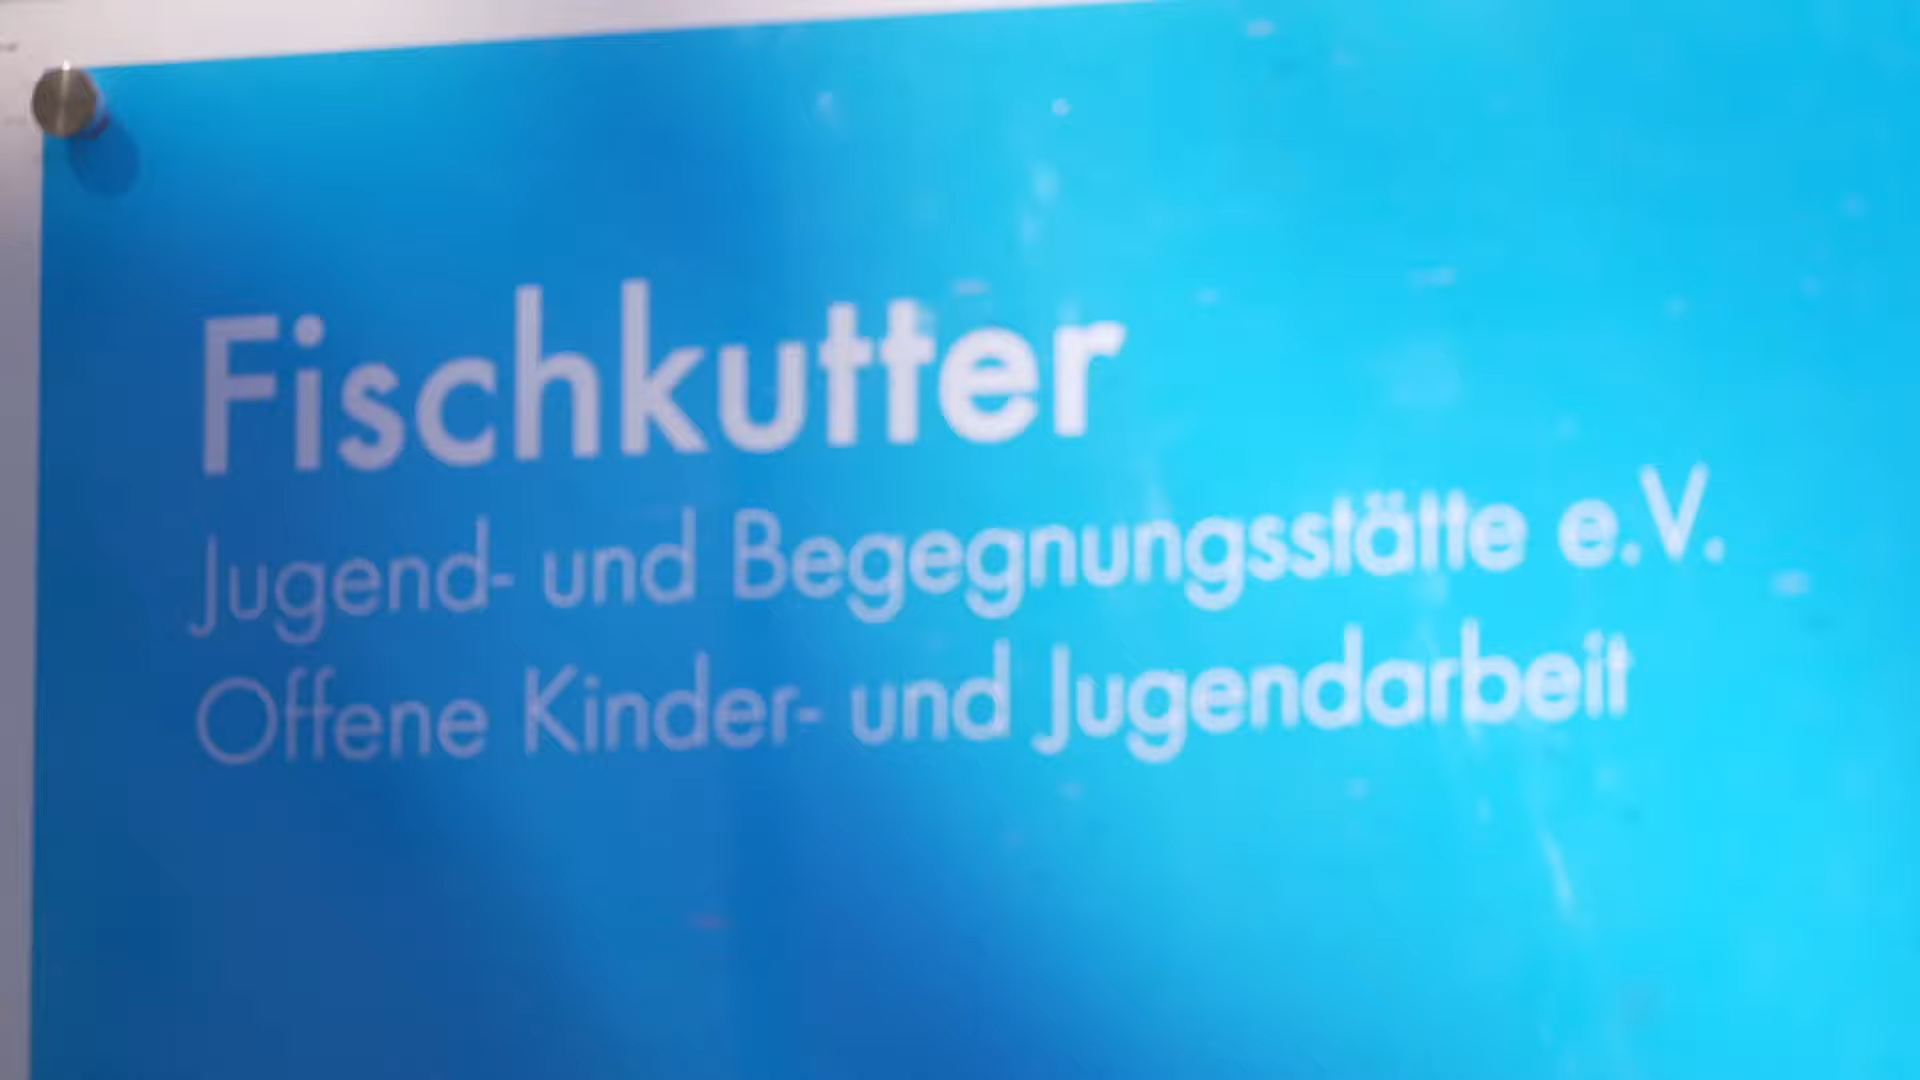 Fischkutter
Jugend- und Begegnungsstätte e.V.
Offene Kinder- und Jugendarbeit